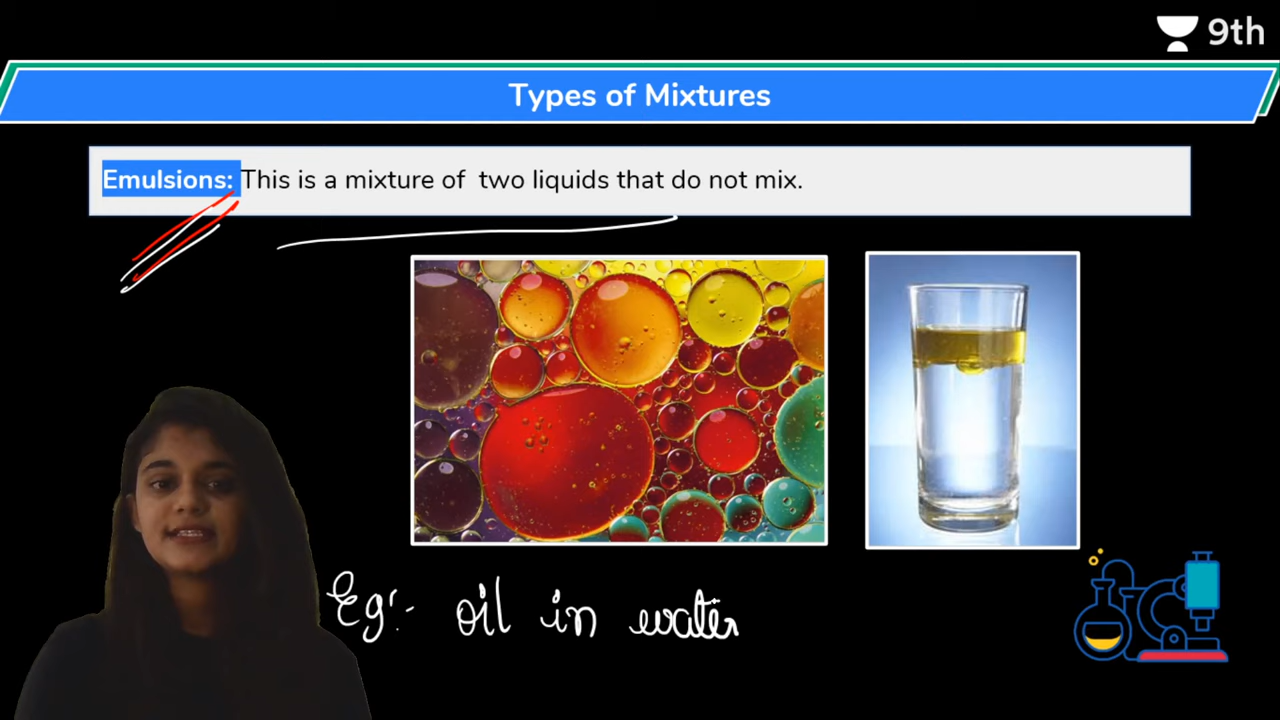 9th
Types of Mixtures
Emulsions: This is a mixture of two liquids that do not mix.
Eg:- oil in water